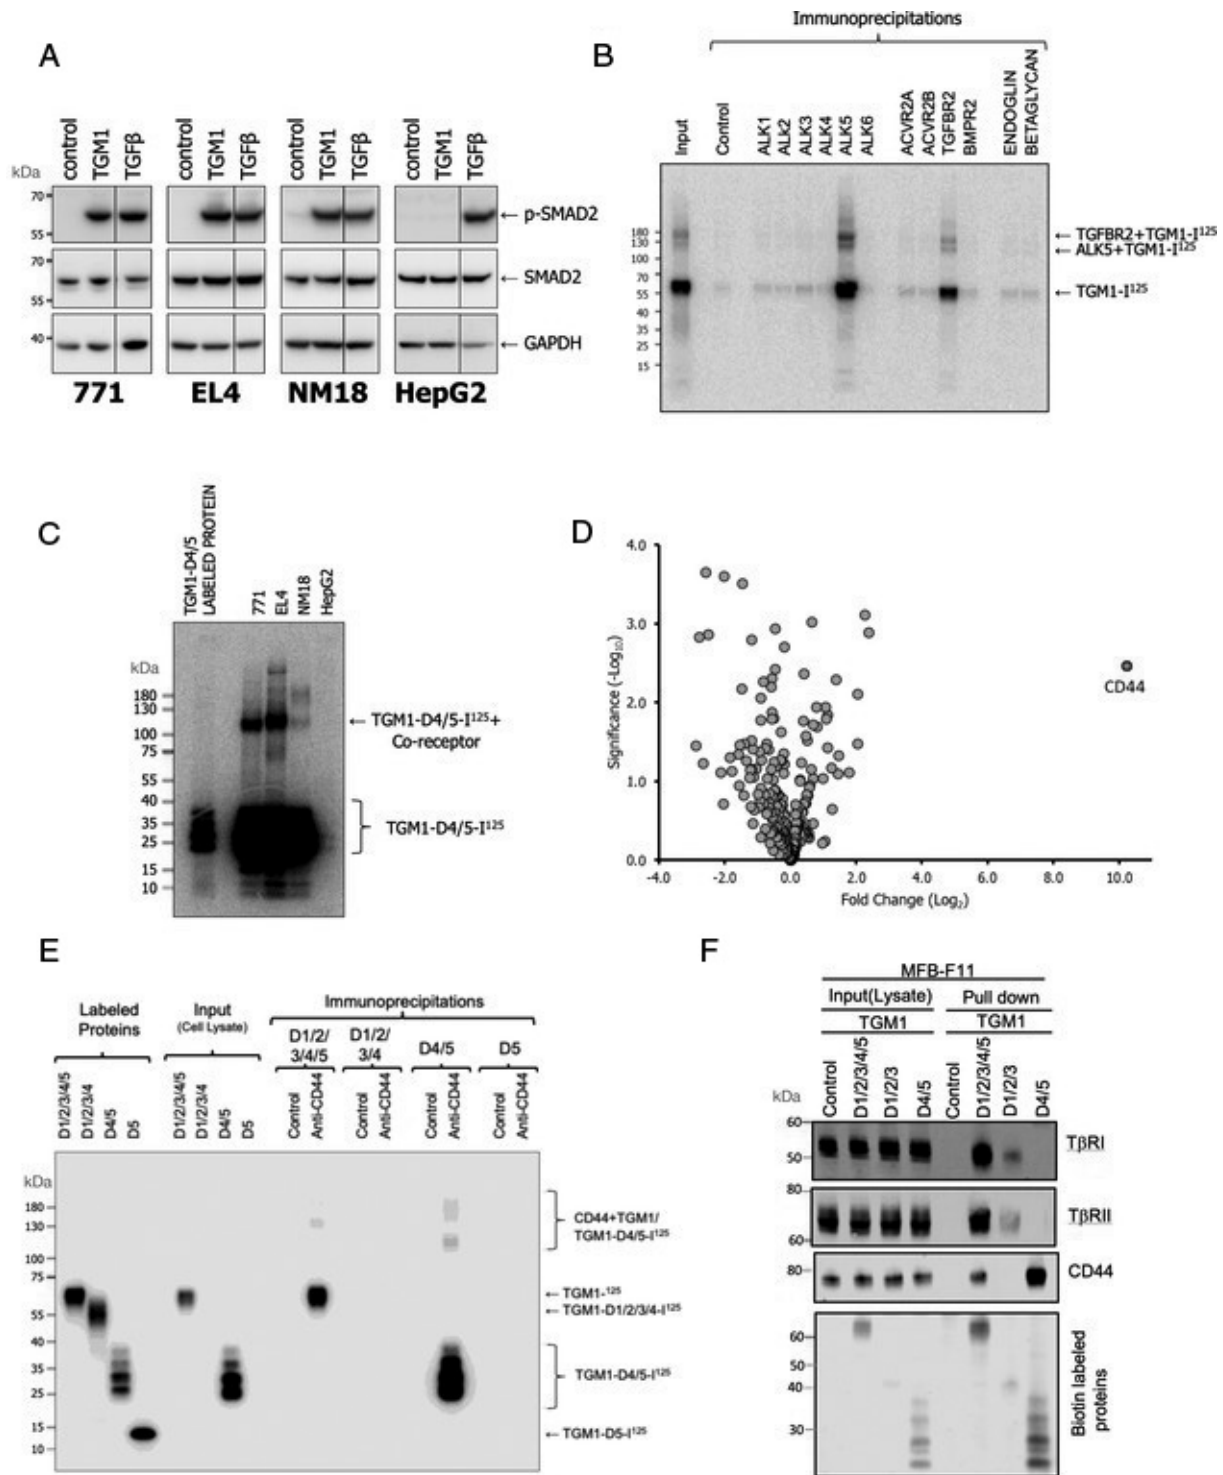 A
control
TGM1
TGFβ
control
TGM1
TGFβ
control
TGM1
TGFβ
control
TGM1
TGFβ
kDa
70
55
← p-SMAD2
70
55
← SMAD2
40
← GAPDH
771 EL4 NM18 HepG2
B
Immunoprecipitations
Input
Control
ALK1
ALk2
ALK3
ALK4
ALK5
ALK6
ACVR2A
ACVR2B
TGFBR2
BMPR2
ENDOGLIN
BETAGLYCAN
180
130
100
70
55
40
35
25
15
← TGFBR2+TGM1-I¹²⁵
← ALK5+TGM1-I¹²⁵
← TGM1-I¹²⁵
C
TGM1-D4/5
LABELED PROTEIN
771
EL4
NM18
HepG2
kDa
180
130
100
75
55
40
35
25
15
10
← TGM1-D4/5-I¹²⁵+
Co-receptor
TGM1-D4/5-I¹²⁵
D
Significance (-Log₁₀)
4.0
3.0
2.0
1.0
0.0
-4.0 -2.0 0.0 2.0 4.0 6.0 8.0 10.0
Fold Change (Log₂)
CD44
E
Labeled
Proteins
Input
(Cell Lysate)
Immunoprecipitations
D1/2/
3/4/5
D1/2/
3/4
D4/5
D5
D1/2/3/4/5
D1/2/3/4
D4/5
D5
D1/2/3/4/5
D1/2/3/4
D4/5
D5
Control
Anti-CD44
Control
Anti-CD44
Control
Anti-CD44
Control
Anti-CD44
kDa
180
130
100
75
55
40
35
25
15
10
CD44+TGM1/
TGM1-D4/5-I¹²⁵
← TGM1-¹²⁵
← TGM1-D1/2/3/4-I¹²⁵
TGM1-D4/5-I¹²⁵
← TGM1-D5-I¹²⁵
F
MFB-F11
Input(Lysate) Pull down
TGM1 TGM1
Control
D1/2/3/4/5
D1/2/3
D4/5
Control
D1/2/3/4/5
D1/2/3
D4/5
kDa
60
50
TβRI
80
60
TβRII
80
CD44
60
50
40
30
Biotin labeled
proteins